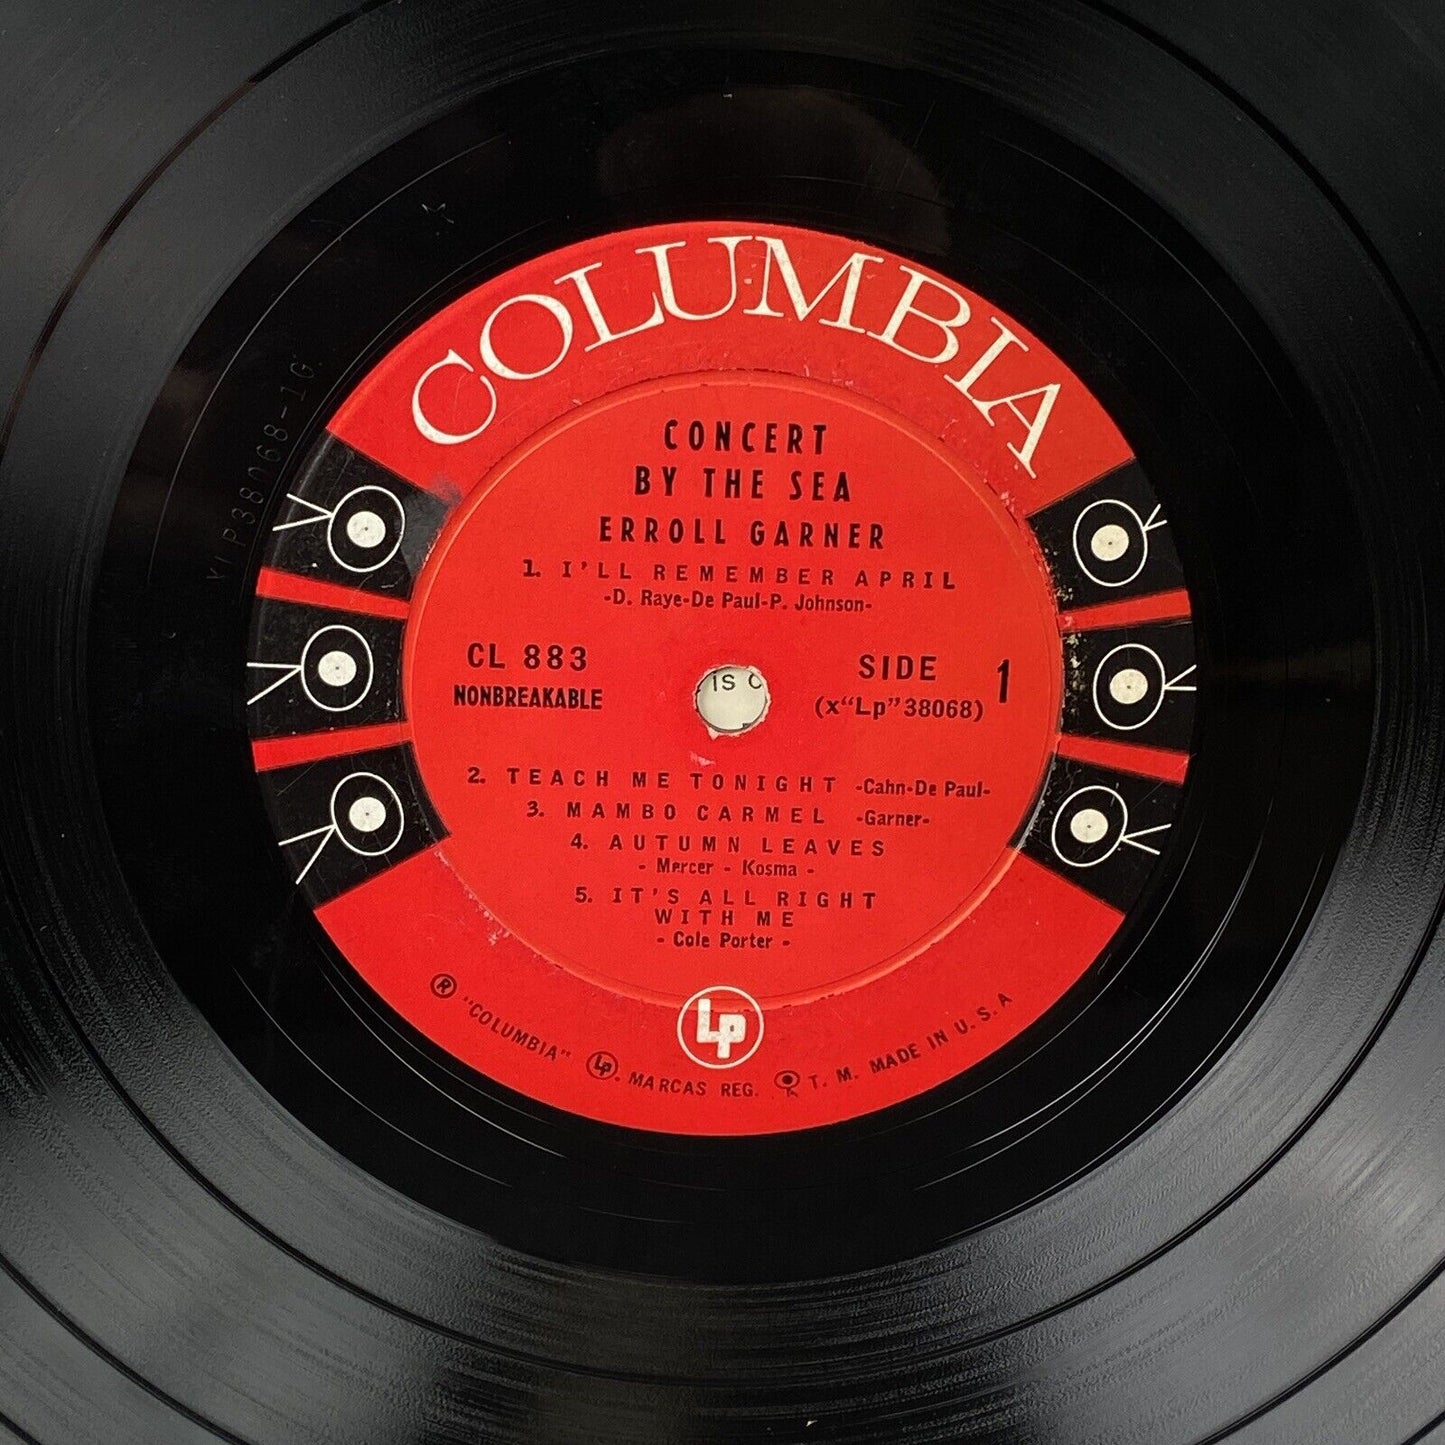 COLUMBIA
CONCERT
BY THE SEA
ERROLL GARNER
1. I'LL REMEMBER APRIL
-D. Raye-De Paul-P. Johnson-
CL 883
NONBREAKABLE
SIDE 1
(x"Lp"38068)
is
2. TEACH ME TONIGHT -Cahn-De Paul-
3. MAMBO CARMEL -Garner-
4. AUTUMN LEAVES
- Mercer - Kosma -
5. IT'S ALL RIGHT
WITH ME
- Cole Porter -
Lp
® "COLUMBIA" Lp. MARCAS REG. T. M. MADE IN U. S. A
XLP38068-1G.